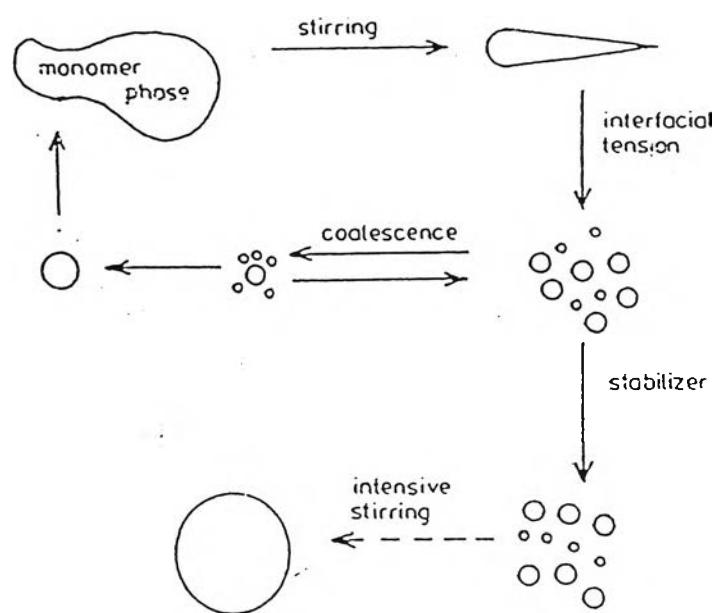 stirring
monomer
phase
interfacial
tension
coalescence
stabilizer
intensive
stirring